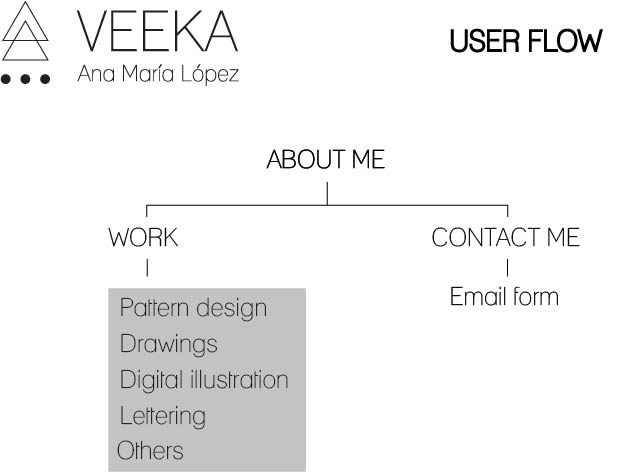 VEEKA
Ana María López
USER FLOW
ABOUT ME
WORK
CONTACT ME
Pattern design
Drawings
Digital illustration
Lettering
Others
Email form